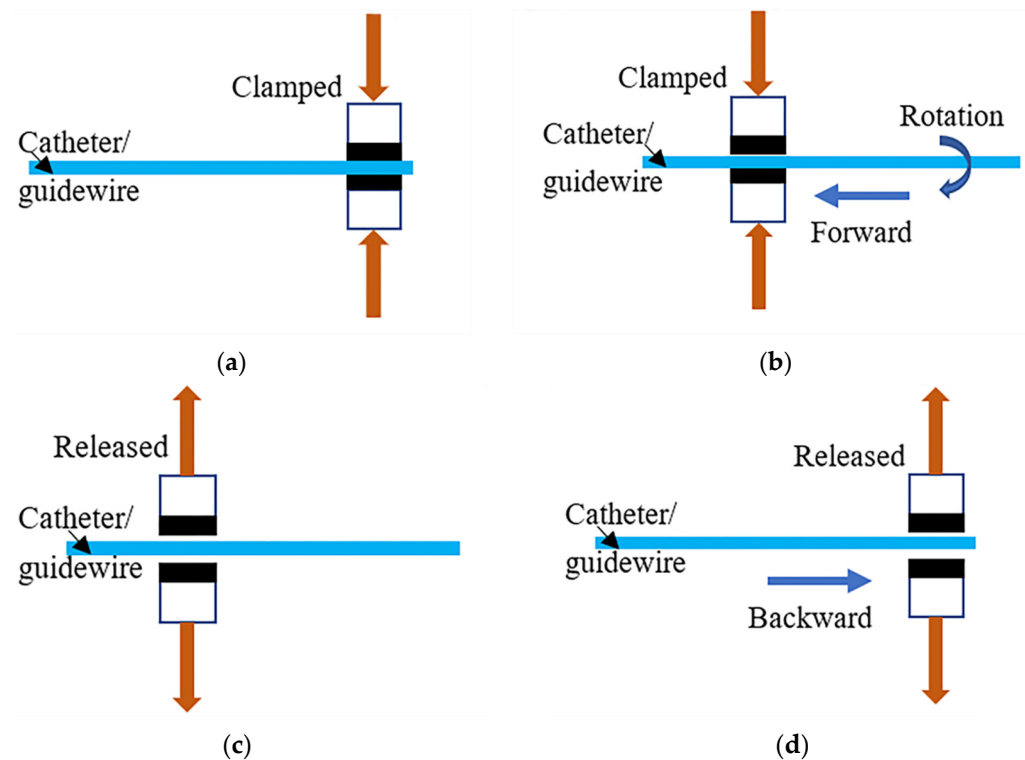 Clamped
Catheter/
guidewire
(a)
Clamped
Catheter/
guidewire
Rotation
Forward
(b)
Released
Catheter/
guidewire
(c)
Released
Catheter/
guidewire
Backward
(d)